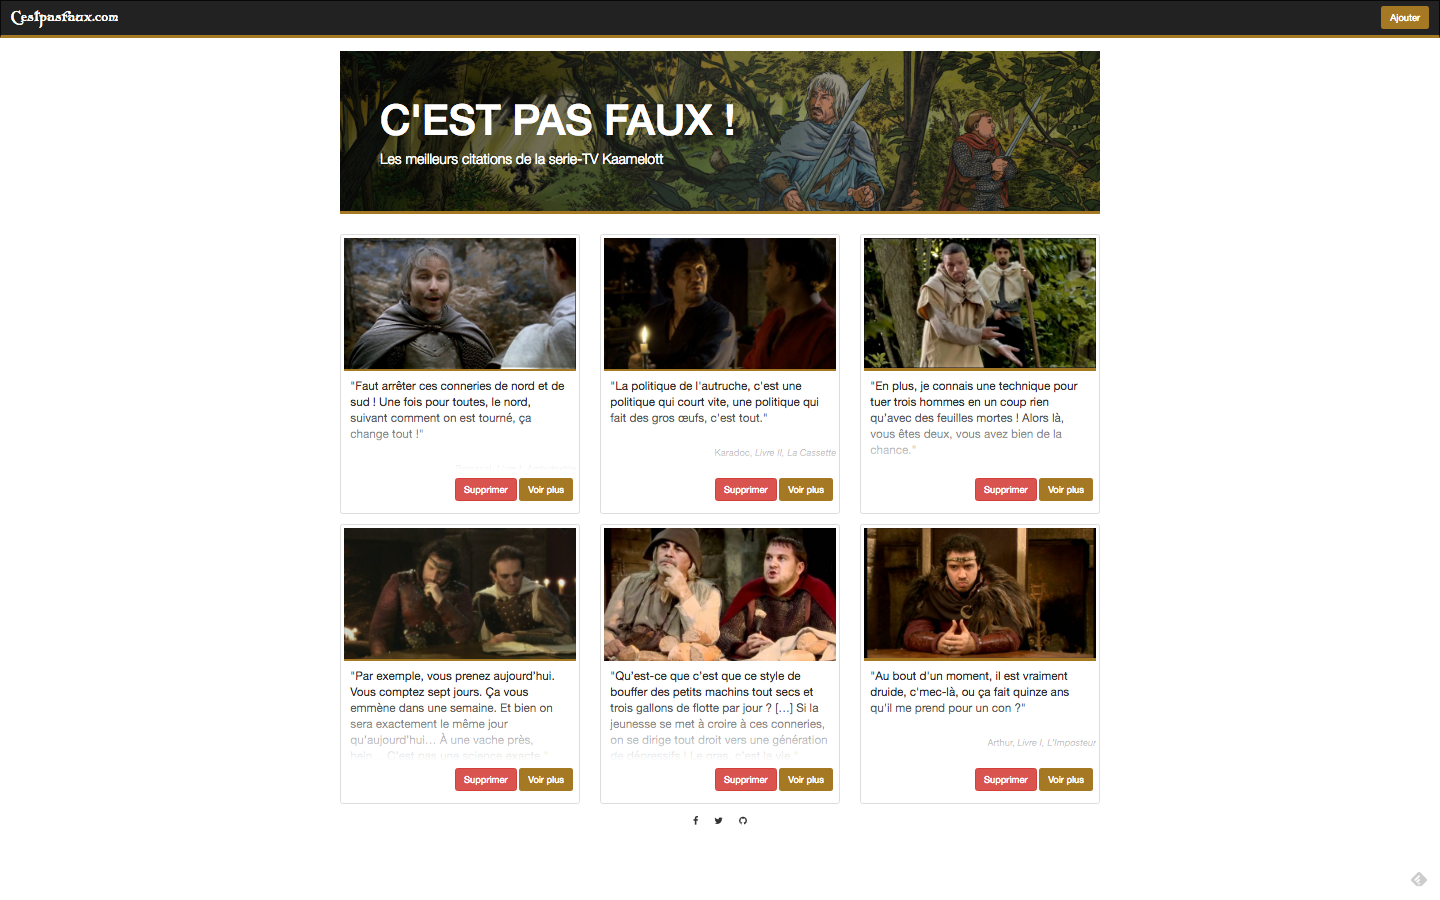 Cestpasfaux.com
Ajouter
C'EST PAS FAUX !
Les meilleurs citations de la serie-TV Kaamelott
"Faut arrêter ces conneries de nord et de
sud ! Une fois pour toutes, le nord,
suivant comment on est tourné, ça
change tout !"
Supprimer
Voir plus
"La politique de l'autruche, c'est une
politique qui court vite, une politique qui
fait des gros œufs, c'est tout."
Karadoc, Livre II, La Cassette
Supprimer
Voir plus
"En plus, je connais une technique pour
tuer trois hommes en un coup rien
qu'avec des feuilles mortes ! Alors là,
vous êtes deux, vous avez bien de la
chance."
Supprimer
Voir plus
"Par exemple, vous prenez aujourd'hui.
Vous comptez sept jours. Ça vous
emmène dans une semaine. Et bien on
sera exactement le même jour
qu'aujourd'hui… À une vache près,
hein… C'est pas une science exacte."
Supprimer
Voir plus
"Qu'est-ce que c'est que ce style de
bouffer des petits machins tout secs et
trois gallons de flotte par jour ? […] Si la
jeunesse se met à croire à ces conneries,
on se dirige tout droit vers une génération
de dépressifs ! Le gras, c'est la vie."
Supprimer
Voir plus
"Au bout d'un moment, il est vraiment
druide, c'mec-là, ou ça fait quinze ans
qu'il me prend pour un con ?"
Arthur, Livre I, L'Imposteur
Supprimer
Voir plus